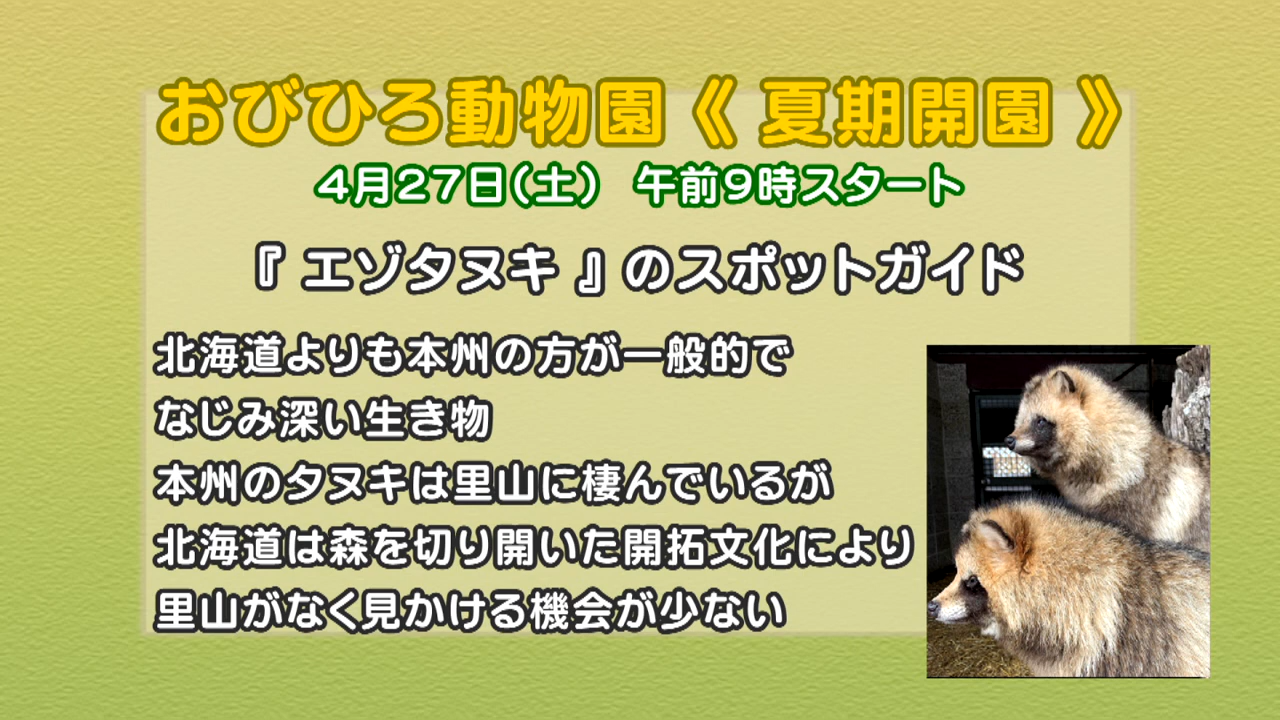 おびひろ動物園《 夏期開園 》
4月27日(土)　午前9時スタート
『 エゾタヌキ 』のスポットガイド
北海道よりも本州の方が一般的で
なじみ深い生き物
本州のタヌキは里山に棲んでいるが
北海道は森を切り開いた開拓文化により
里山がなく見かける機会が少ない